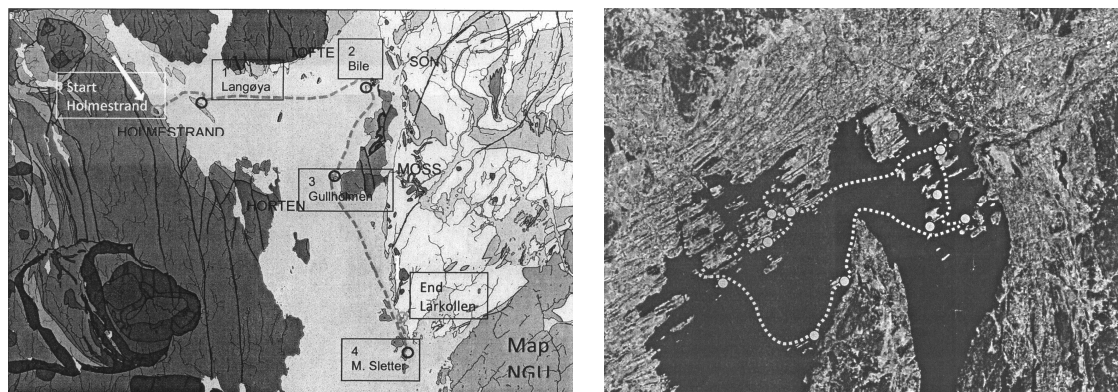 TOFTE
2
Bile
SON
1
Langøya
Start
Holmestrand
HOLMESTRAND
MOSS
3
Gullholmen
HORTEN
End
Larkollen
4
M. Sletter
Map
NGU